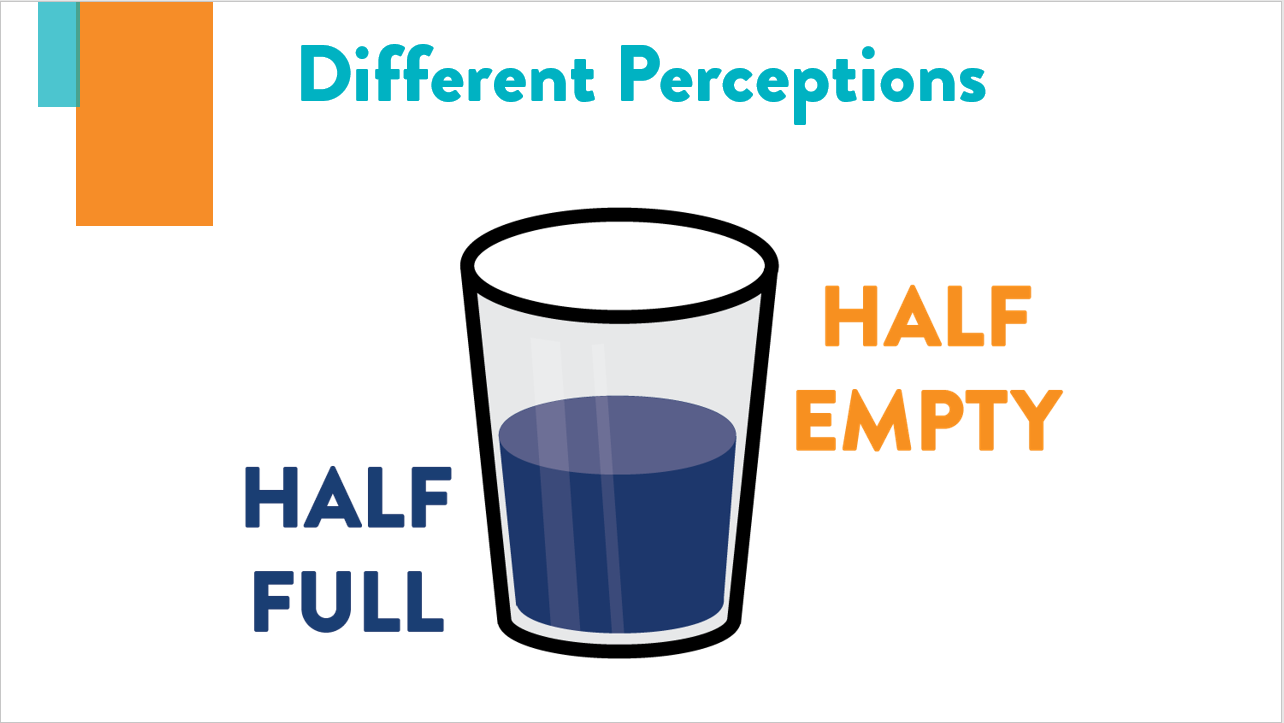 Different Perceptions
HALF
EMPTY
HALF
FULL